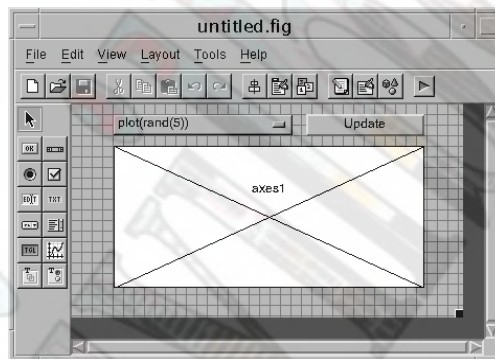 untitled.fig
File Edit View Layout Tools Help
plot(rand(5))
Update
OK
axes1
EDIT TXT
TGL